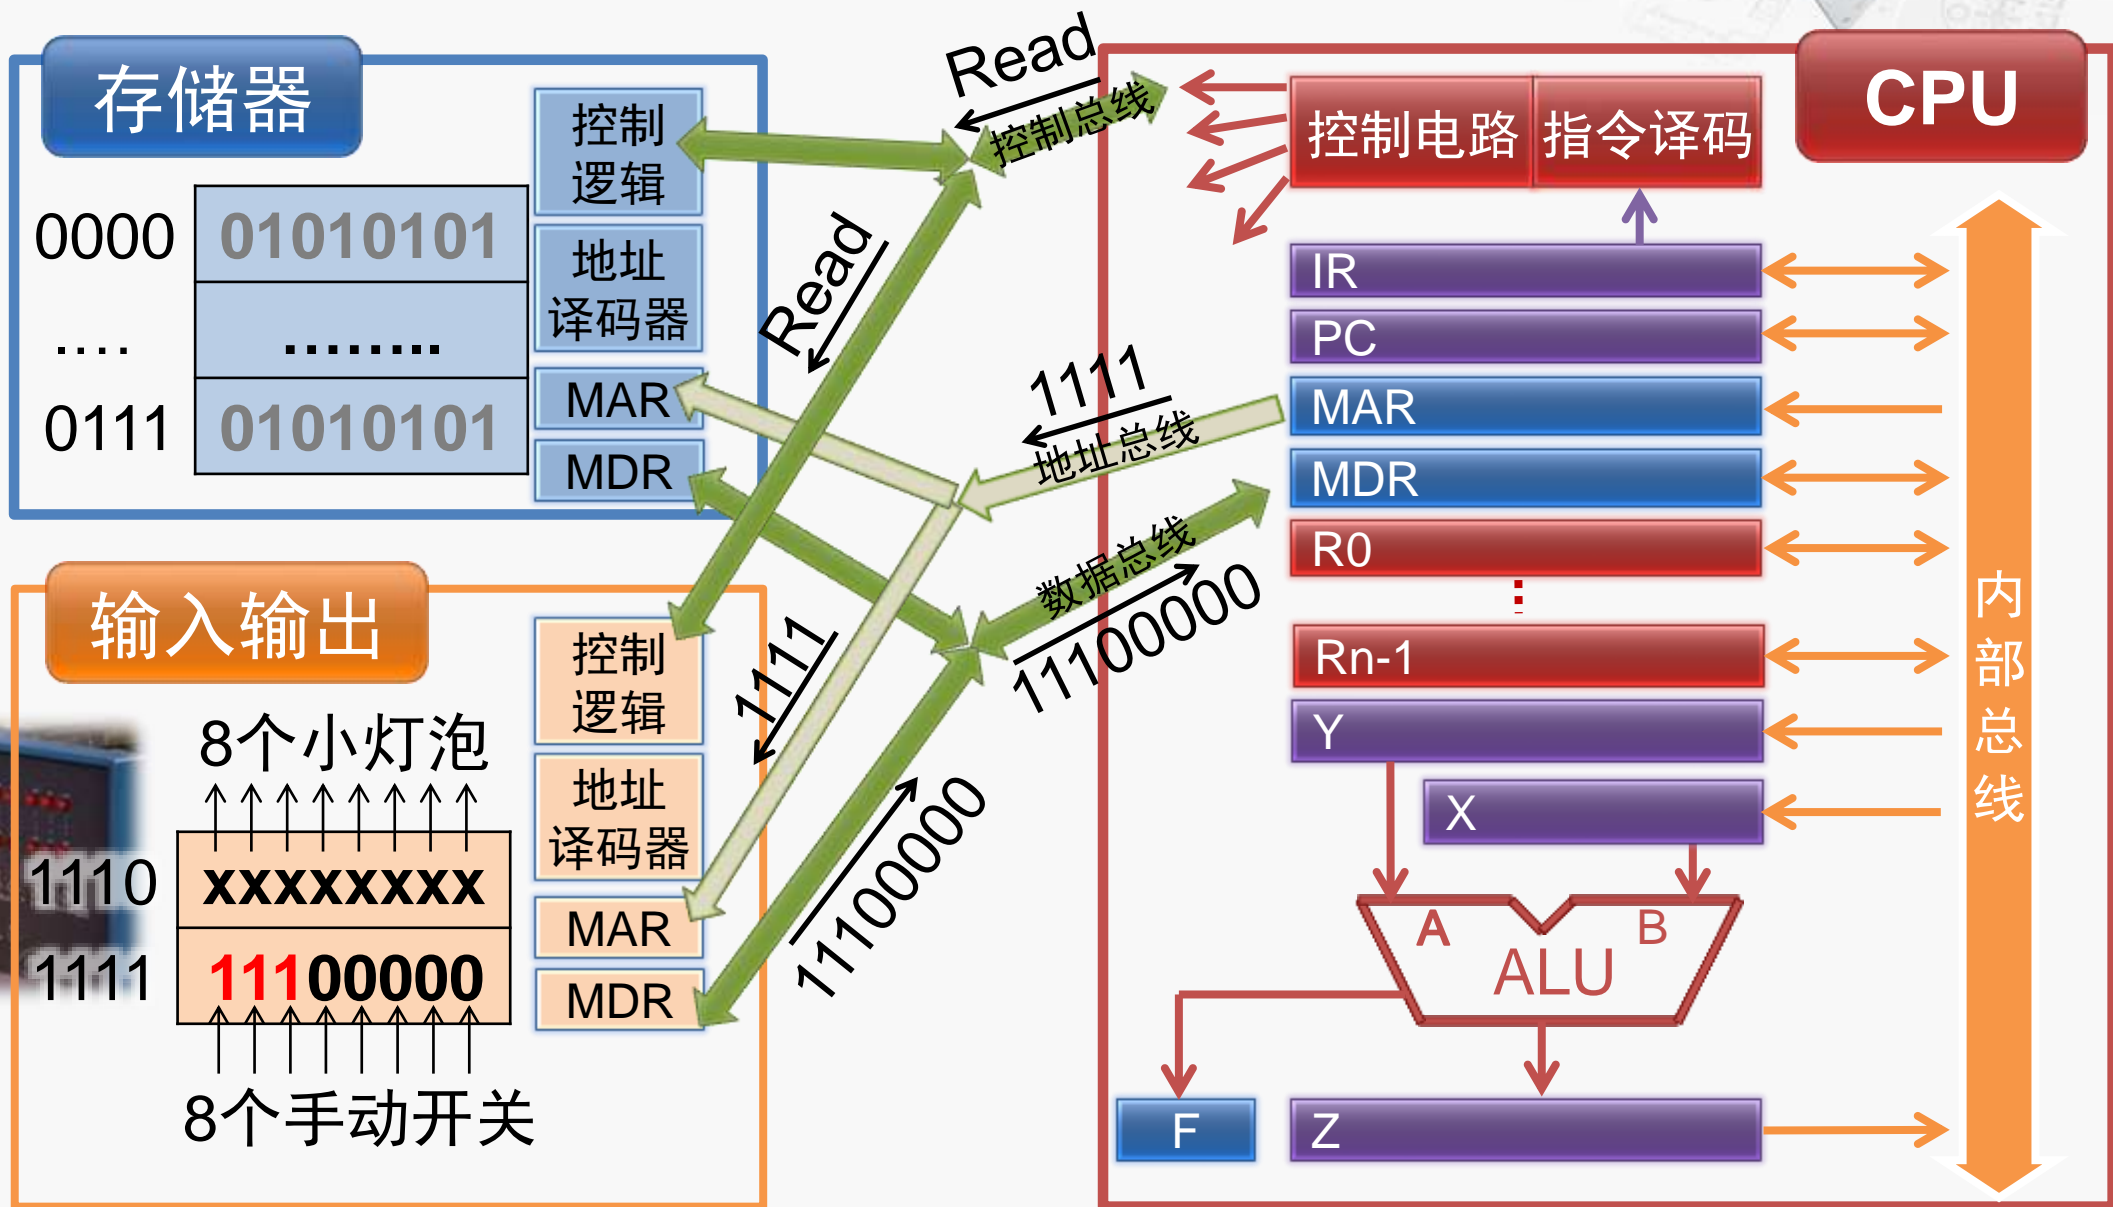 存储器
控制
逻辑
0000
01010101
地址
译码器
....
........
MAR
0111
01010101
MDR
Read
控制总线
Read
1111
地址总线
数据总线
11100000
1111
11100000
输入输出
控制
逻辑
8个小灯泡
地址
译码器
1110
xxxxxxxx
MAR
1111
11100000
MDR
8个手动开关
CPU
控制电路
指令译码
IR
PC
MAR
MDR
R0
Rn-1
Y
X
A
B
ALU
F
Z
内
部
总
线